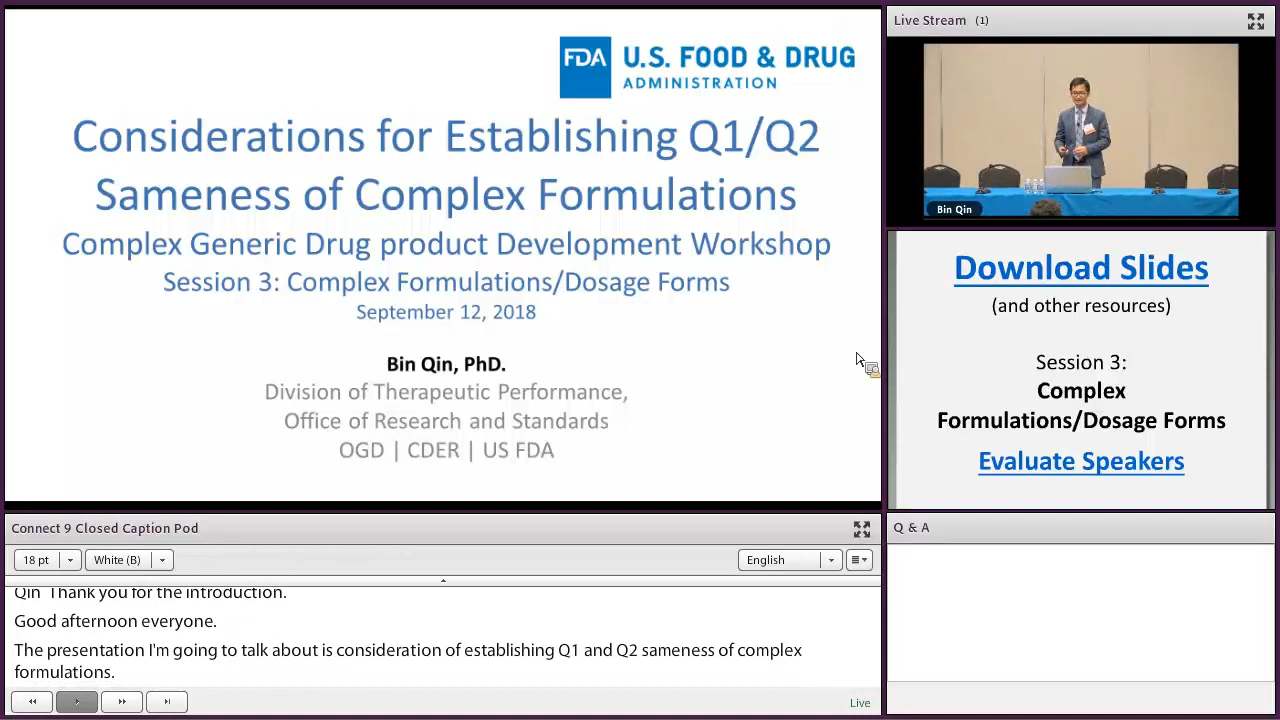 FDA U.S. FOOD & DRUG
ADMINISTRATION
Considerations for Establishing Q1/Q2
Sameness of Complex Formulations
Complex Generic Drug product Development Workshop
Session 3: Complex Formulations/Dosage Forms
September 12, 2018
Bin Qin, PhD.
Division of Therapeutic Performance,
Office of Research and Standards
OGD | CDER | US FDA
Live Stream (1)
Bin Qin
Download Slides
(and other resources)
Session 3:
Complex
Formulations/Dosage Forms
Evaluate Speakers
Connect 9 Closed Caption Pod
18 pt White (B) English
Qin Thank you for the introduction.
Good afternoon everyone.
The presentation I'm going to talk about is consideration of establishing Q1 and Q2 sameness of complex
formulations.
Live
Q & A